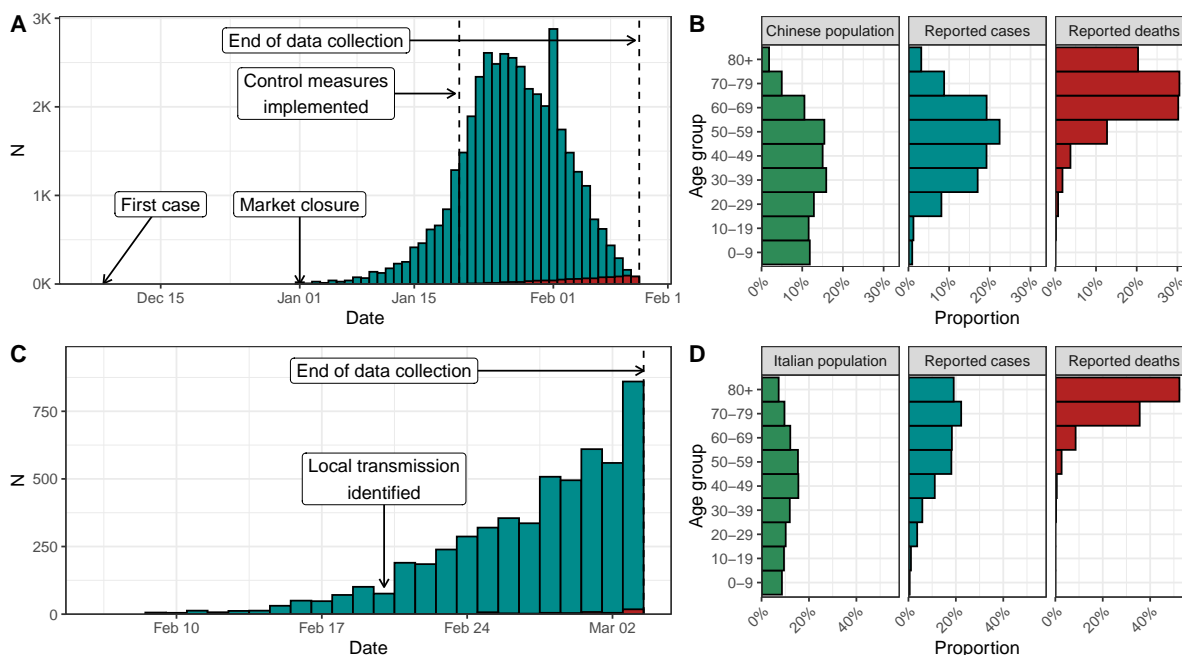 A
3K
2K
1K
0K
N
End of data collection
Control measures
implemented
First case
Market closure
Dec 15
Jan 01
Jan 15
Feb 01
Feb 1
Date
B
Chinese population
Reported cases
Reported deaths
Age group
80+
70−79
60−69
50−59
40−49
30−39
20−29
10−19
0−9
0%
10%
20%
30%
0%
10%
20%
30%
0%
10%
20%
30%
Proportion
C
750
500
250
0
N
End of data collection
Local transmission
identified
Feb 10
Feb 17
Feb 24
Mar 02
Date
D
Italian population
Reported cases
Reported deaths
Age group
80+
70−79
60−69
50−59
40−49
30−39
20−29
10−19
0−9
0%
20%
40%
0%
20%
40%
0%
20%
40%
Proportion